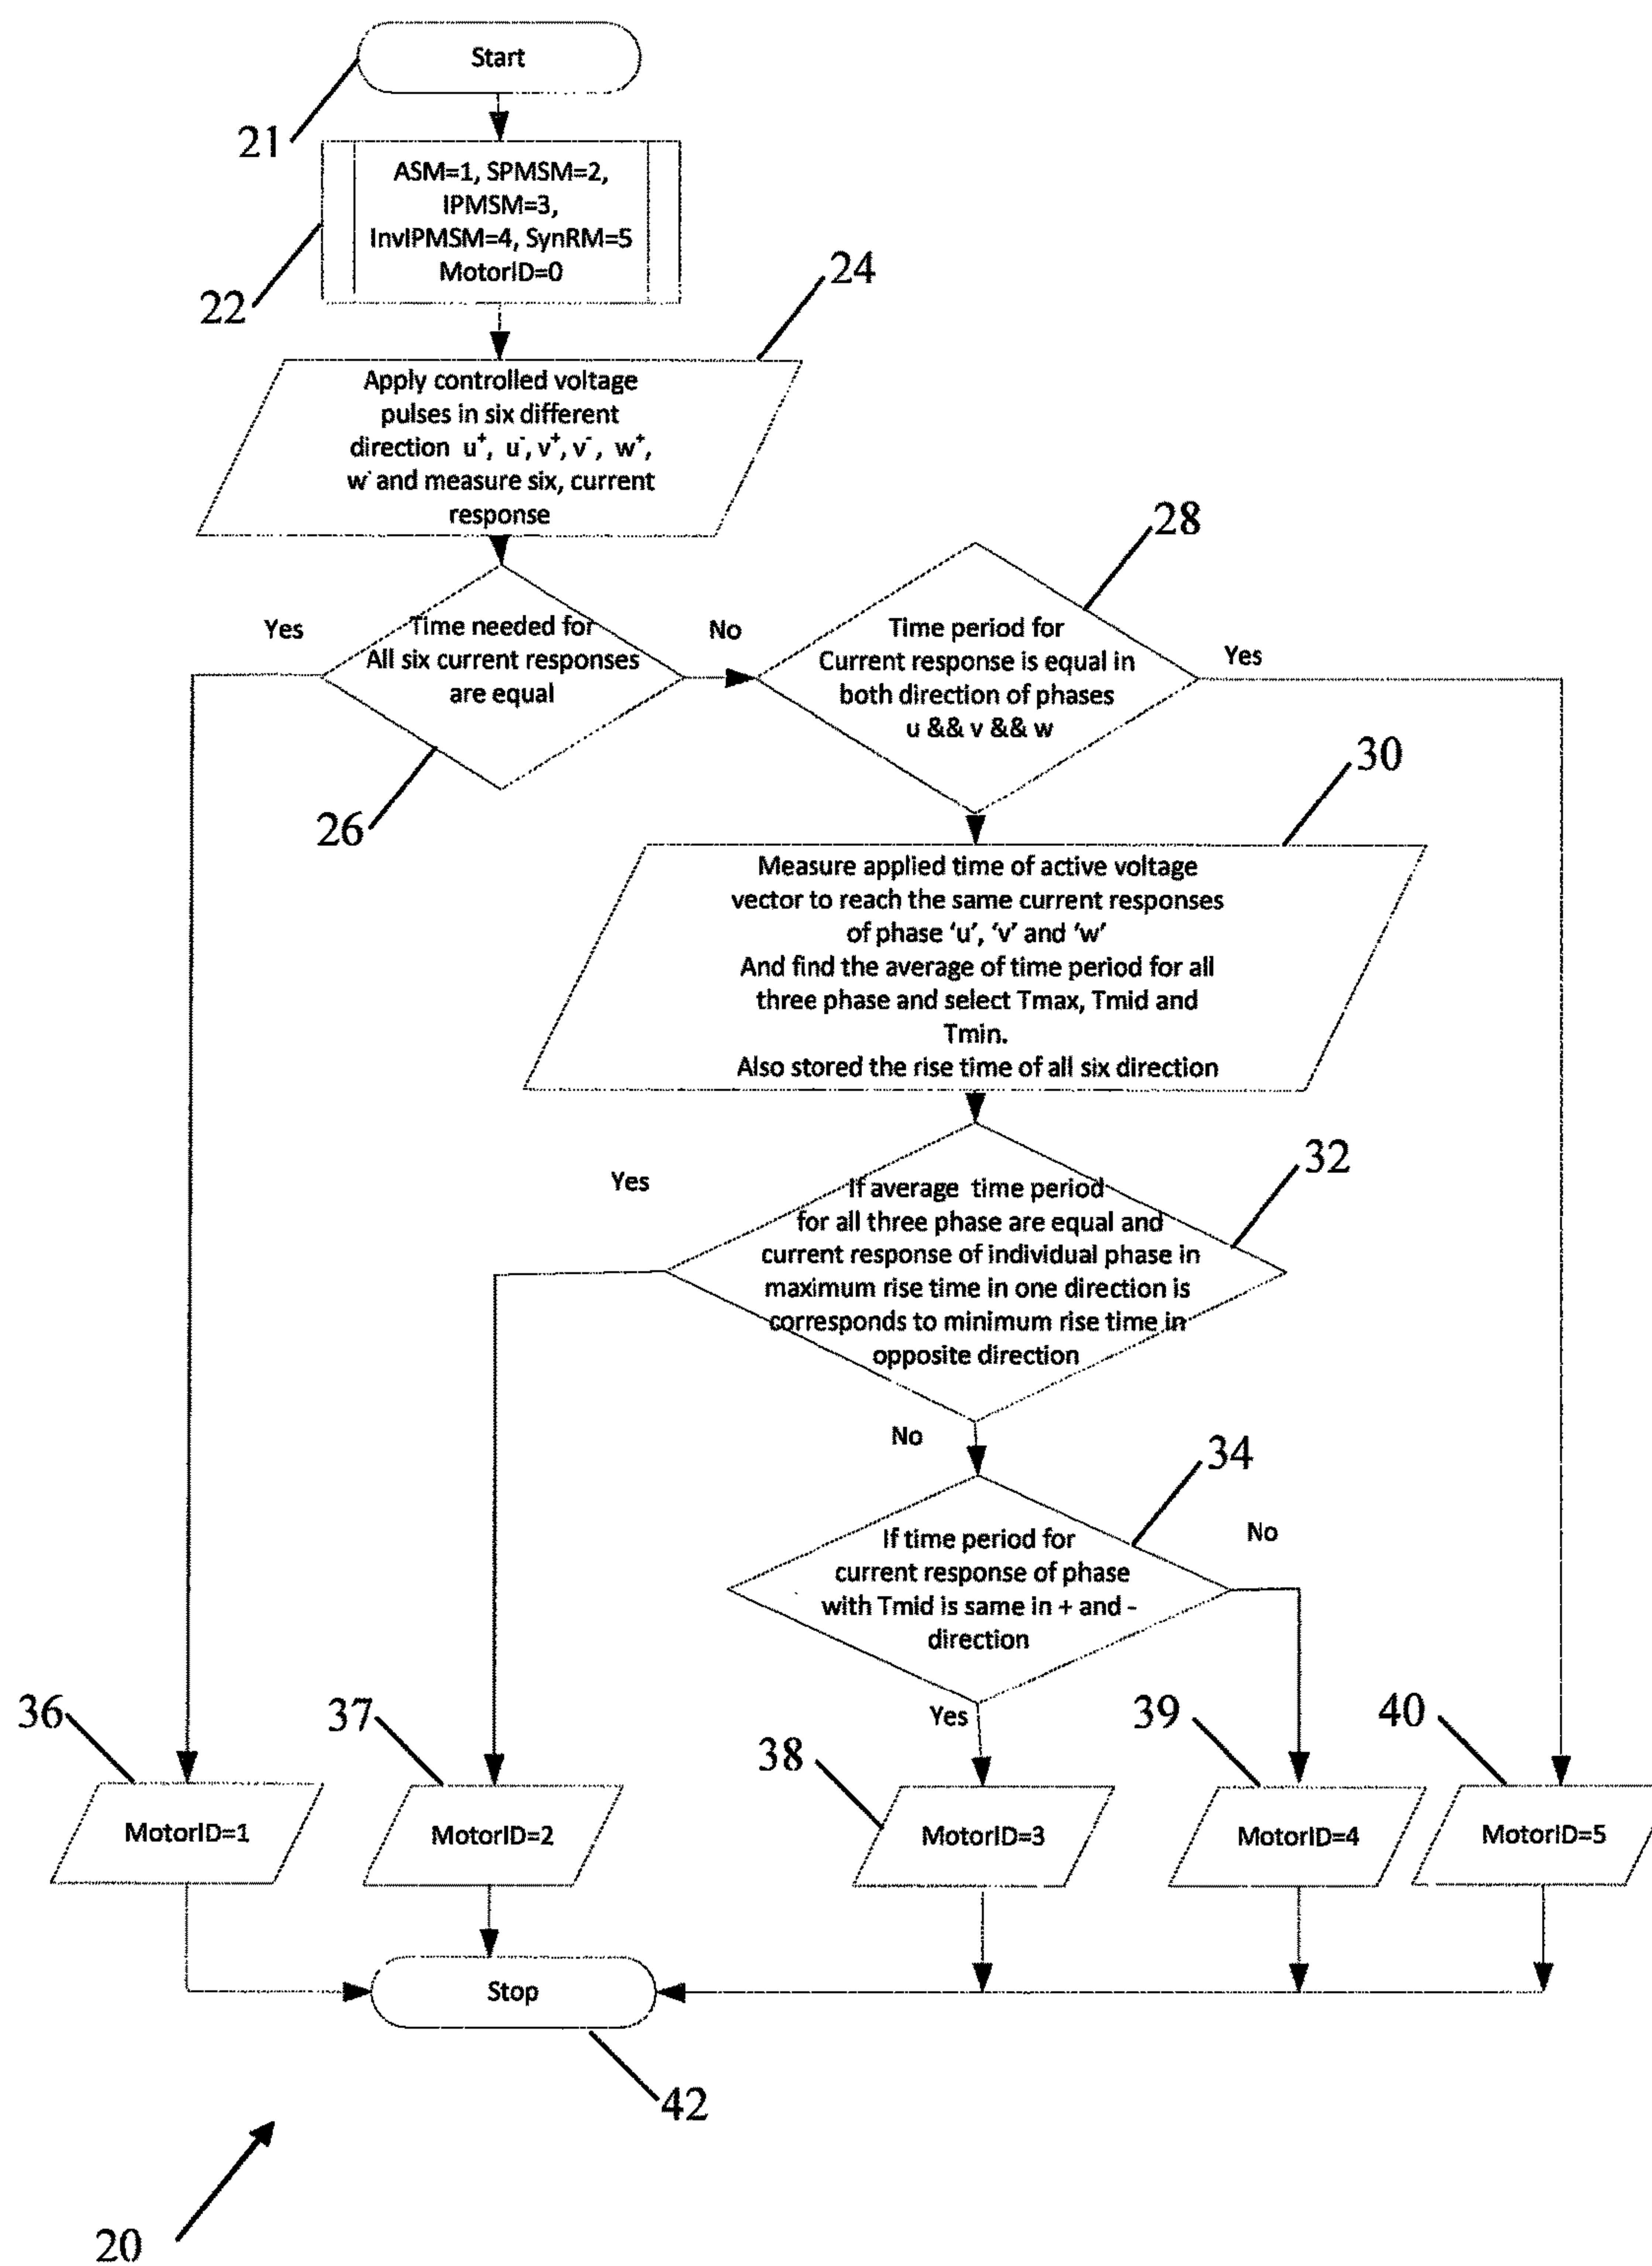 Start
21
ASM=1, SPMSM=2,
IPMSM=3,
InvIPMSM=4, SynRM=5
MotorID=0
22
24
Apply controlled voltage
pulses in six different
direction u⁺, u⁻, v⁺, v⁻, w⁺,
w⁻ and measure six, current
response
28
Yes
Time needed for
All six current responses
are equal
No
26
Time period for
Current response is equal in
both direction of phases
u && v && w
Yes
30
Measure applied time of active voltage
vector to reach the same current responses
of phase ‘u’, ‘v’ and ‘w’
And find the average of time period for all
three phase and select Tmax, Tmid and
Tmin.
Also stored the rise time of all six direction
32
Yes
If average time period
for all three phase are equal and
current response of individual phase in
maximum rise time in one direction is
corresponds to minimum rise time in
opposite direction
No
34
If time period for
current response of phase
with Tmid is same in + and -
direction
No
Yes
36
37
38
39
40
MotorID=1
MotorID=2
MotorID=3
MotorID=4
MotorID=5
Stop
42
20